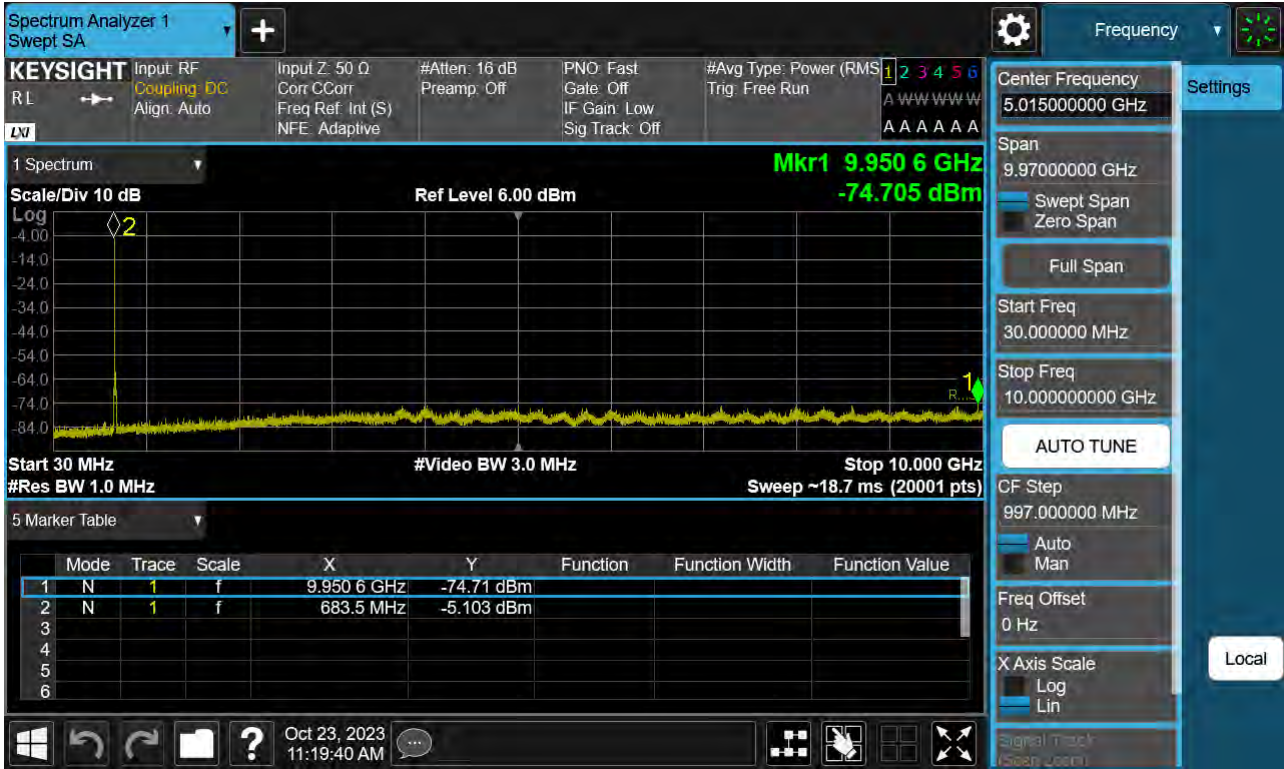 Spectrum Analyzer 1
Swept SA
+
Frequency
KEYSIGHT
RL
LXI
Input: RF
Coupling: DC
Align: Auto
Input Z: 50 Ω
Corr CCorr
Freq Ref: Int (S)
NFE: Adaptive
#Atten: 16 dB
Preamp: Off
PNO: Fast
Gate: Off
IF Gain: Low
Sig Track: Off
#Avg Type: Power (RMS
Trig: Free Run
1 2 3 4 5 6
A W W W W W
A A A A A A
Center Frequency
5.015000000 GHz
Settings
Span
9.97000000 GHz
Swept Span
Zero Span
Full Span
Start Freq
30.000000 MHz
Stop Freq
10.000000000 GHz
AUTO TUNE
CF Step
997.000000 MHz
Auto
Man
Freq Offset
0 Hz
X Axis Scale
Log
Lin
Signal Track
(Span Zoom)
Local
1 Spectrum
Mkr1 9.950 6 GHz
-74.705 dBm
Scale/Div 10 dB
Ref Level 6.00 dBm
Log
2
-4.00
-14.0
-24.0
-34.0
-44.0
-54.0
-64.0
1
-74.0
-84.0
Start 30 MHz
#Video BW 3.0 MHz
Stop 10.000 GHz
#Res BW 1.0 MHz
Sweep ~18.7 ms (20001 pts)
5 Marker Table
Mode Trace Scale X Y Function Function Width Function Value
1 N 1 f 9.950 6 GHz -74.71 dBm
2 N 1 f 683.5 MHz -5.103 dBm
3
4
5
6
?
Oct 23, 2023
11:19:40 AM